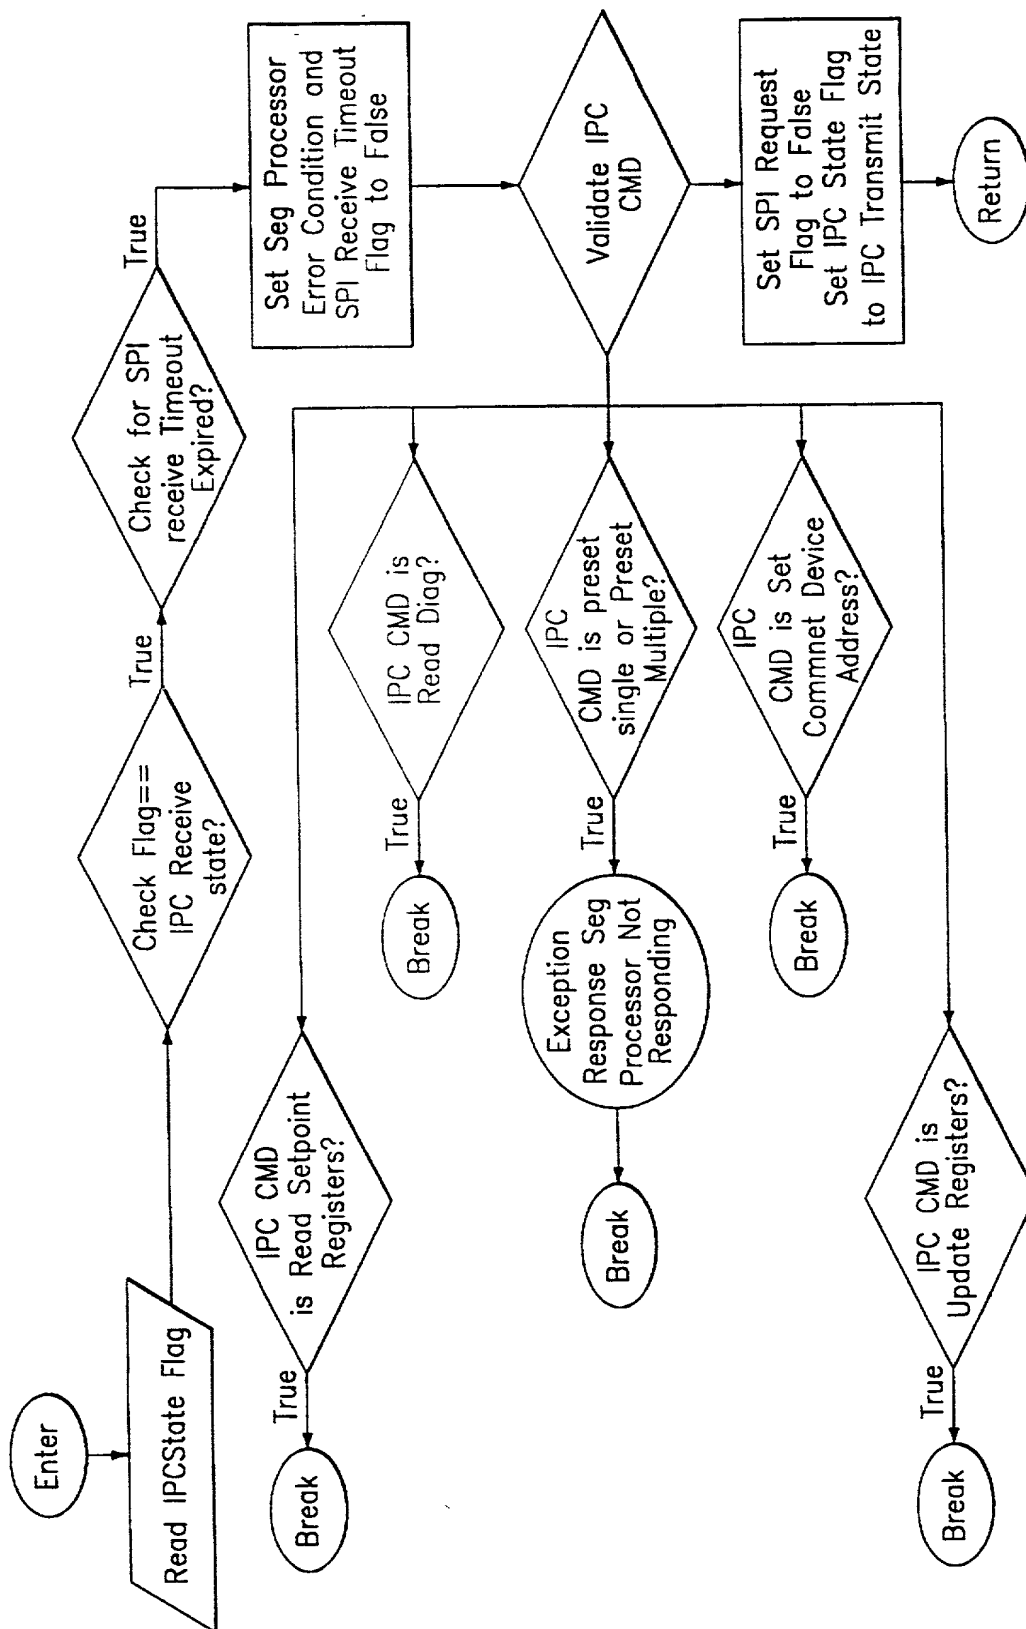 Enter
Read IPCState Flag
Check Flag==
IPC Receive
state?
True
Check for SPI
receive Timeout
Expired?
True
Set Seg Processor
Error Condition and
SPI Receive Timeout
Flag to False
Validate IPC
CMD
Set SPI Request
Flag to False
Set IPC State Flag
to IPC Transmit State
Return
IPC CMD
is Read Setpoint
Registers?
True
Break
IPC CMD is
Read Diag?
True
Break
IPC
CMD is preset
single or Preset
Multiple?
True
Exception
Response Seg
Processor Not
Responding
Break
IPC
CMD is Set
Commnet Device
Address?
True
Break
IPC CMD is
Update Registers?
True
Break